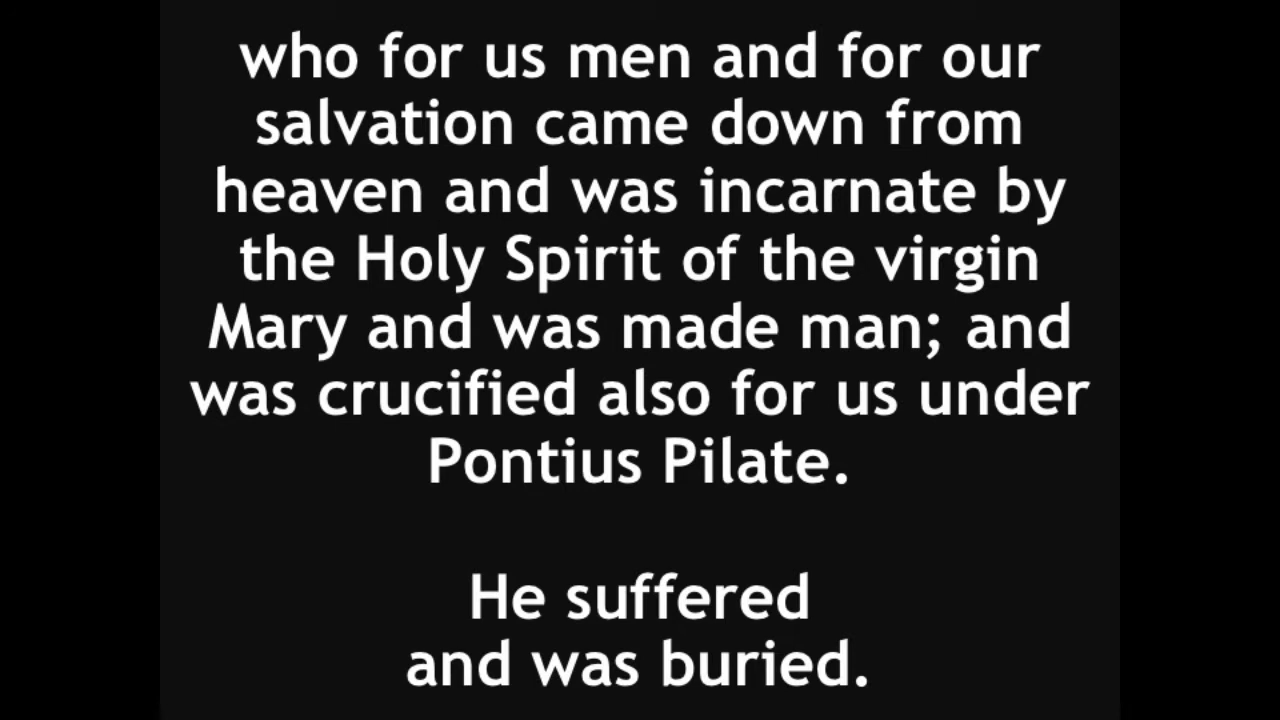 who for us men and for our
salvation came down from
heaven and was incarnate by
the Holy Spirit of the virgin
Mary and was made man; and
was crucified also for us under
Pontius Pilate.
He suffered
and was buried.